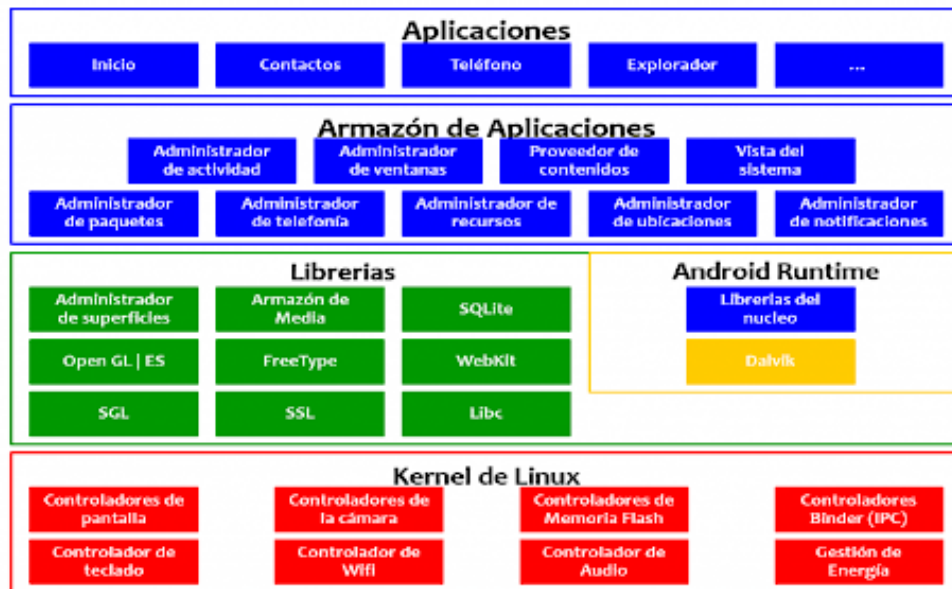 Aplicaciones
Inicio
Contactos
Teléfono
Explorador
...
Armazón de Aplicaciones
Administrador
de actividad
Administrador
de ventanas
Proveedor de
contenidos
Vista del
sistema
Administrador
de paquetes
Administrador
de telefonía
Administrador de
recursos
Administrador
de ubicaciones
Administrador
de notificaciones
Librerias
Administrador
de superficies
Armazón de
Media
SQLite
Open GL | ES
FreeType
WebKit
SGL
SSL
Libc
Android Runtime
Librerias del
nucleo
Dalvik
Kernel de Linux
Controladores de
pantalla
Controladores de
la cámara
Controladores de
Memoria Flash
Controladores
Binder (IPC)
Controlador de
teclado
Controlador de
Wifi
Controlador de
Audio
Gestión de
Energía